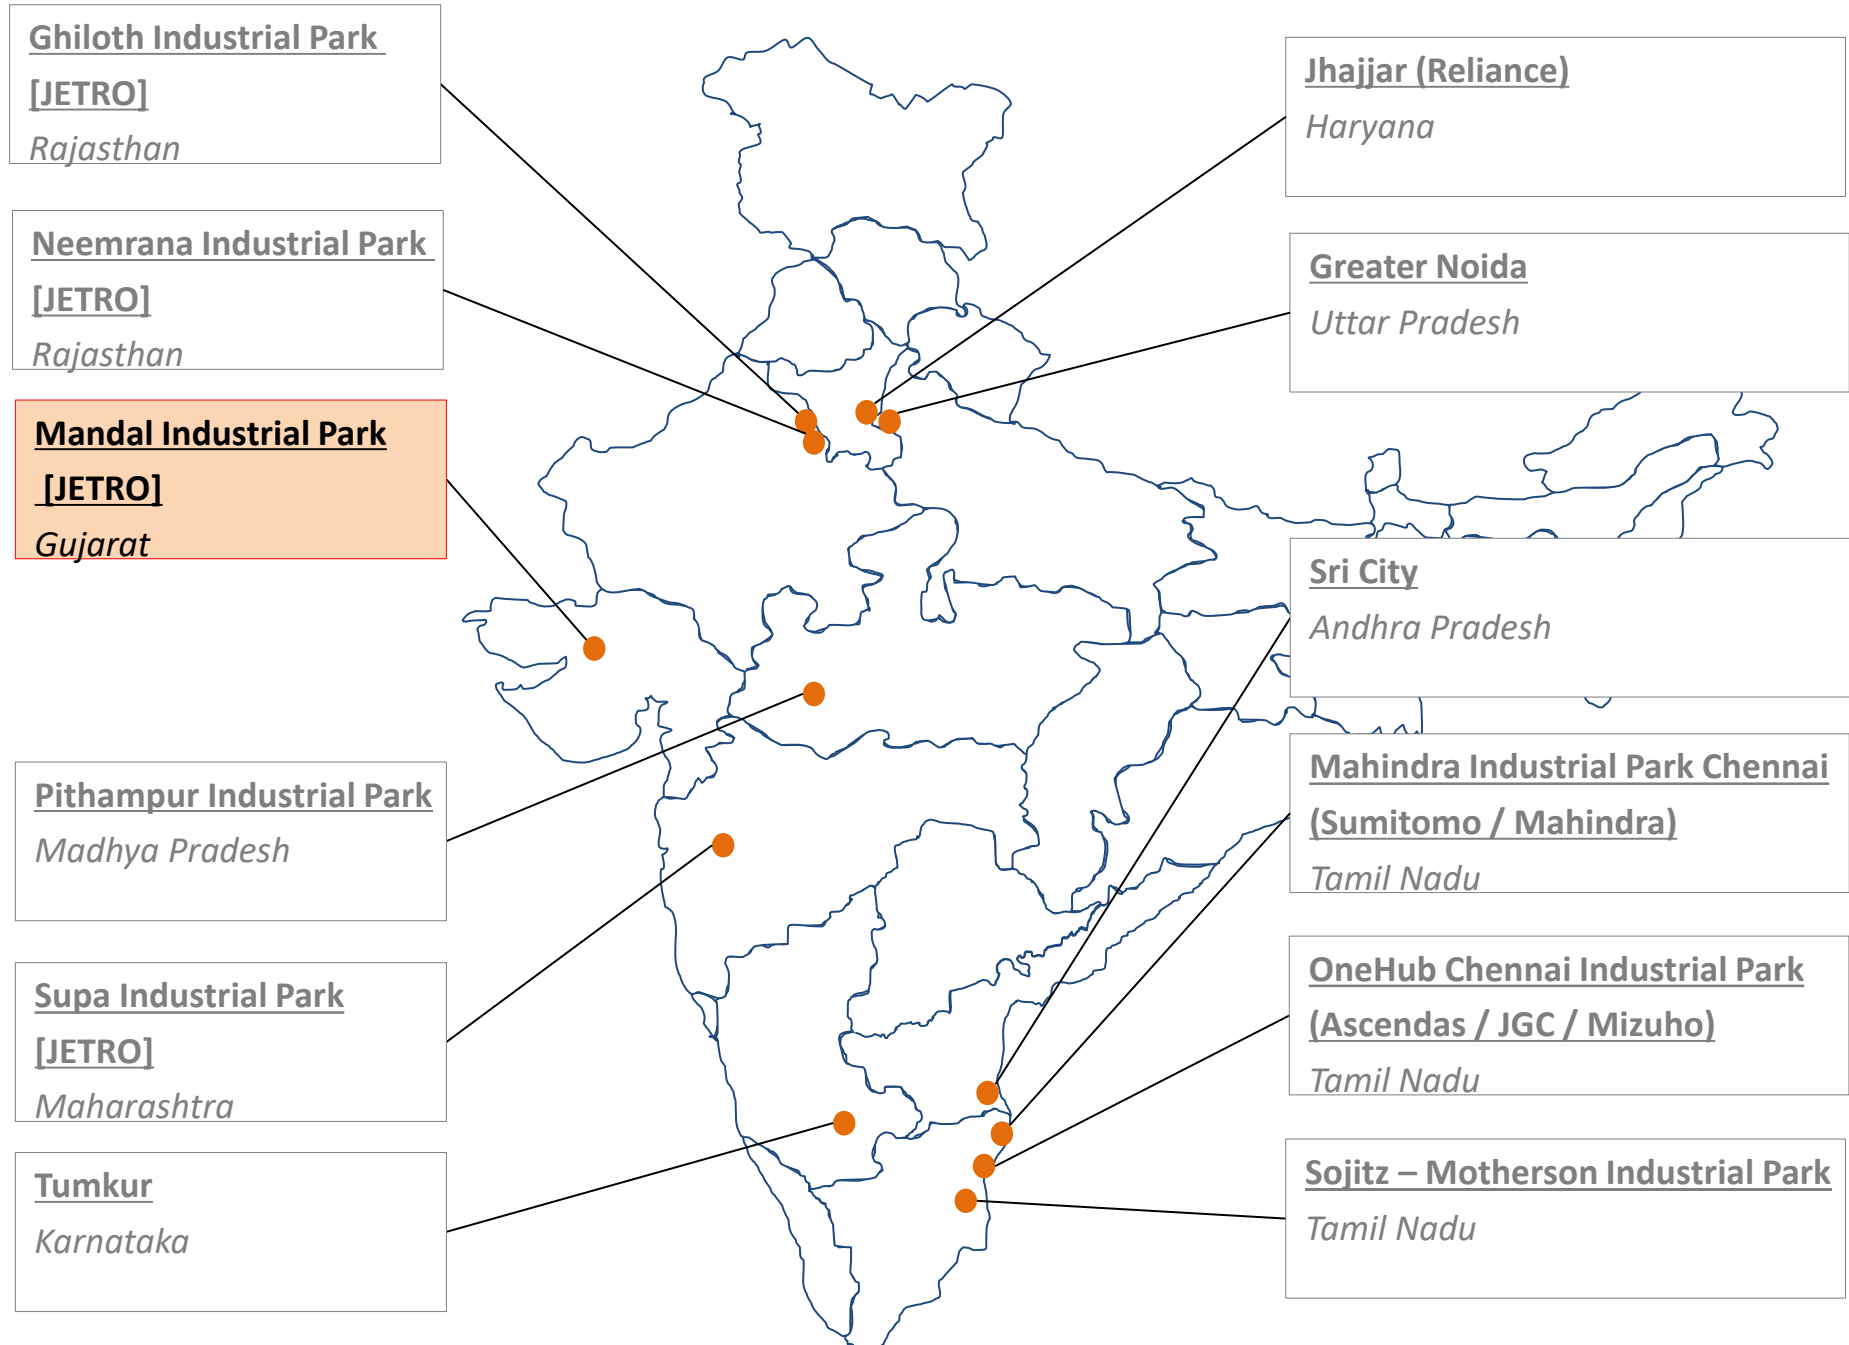 Ghiloth Industrial Park
[JETRO]
Rajasthan
Neemrana Industrial Park
[JETRO]
Rajasthan
Mandal Industrial Park
[JETRO]
Gujarat
Pithampur Industrial Park
Madhya Pradesh
Supa Industrial Park
[JETRO]
Maharashtra
Tumkur
Karnataka
Jhajjar (Reliance)
Haryana
Greater Noida
Uttar Pradesh
Sri City
Andhra Pradesh
Mahindra Industrial Park Chennai
(Sumitomo / Mahindra)
Tamil Nadu
OneHub Chennai Industrial Park
(Ascendas / JGC / Mizuho)
Tamil Nadu
Sojitz – Motherson Industrial Park
Tamil Nadu